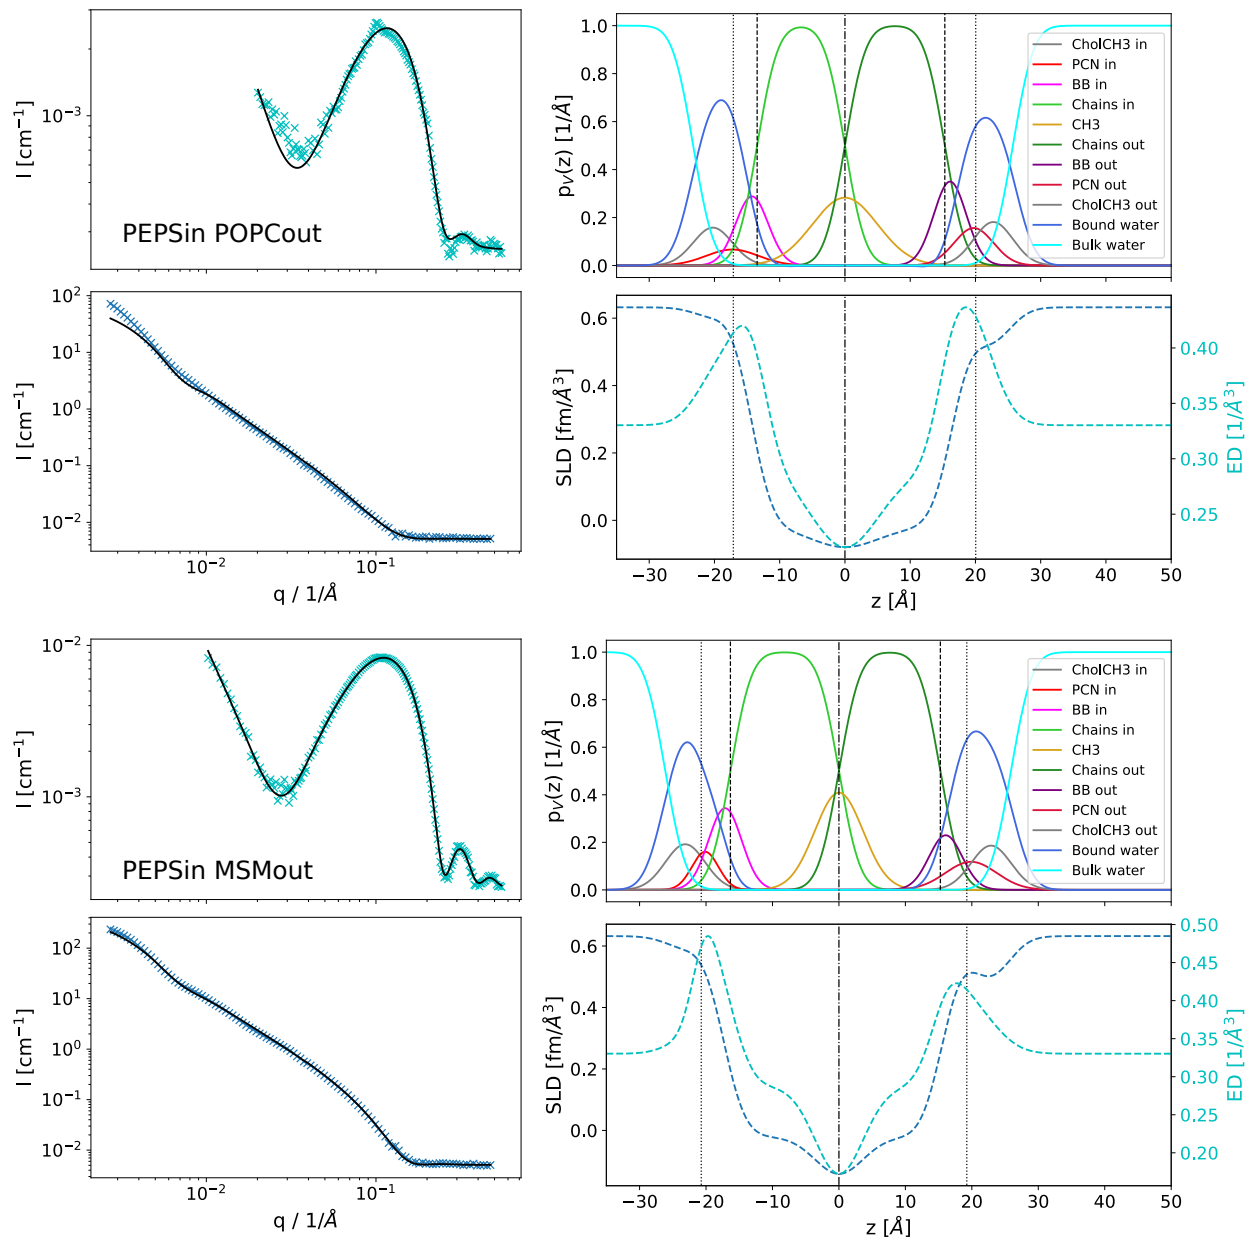 I [cm⁻¹]
10⁻³
PEPSin POPCout
p_V(z) [1/Å]
1.0
0.8
0.6
0.4
0.2
0.0
CholCH3 in
PCN in
BB in
Chains in
CH3
Chains out
BB out
PCN out
CholCH3 out
Bound water
Bulk water
I [cm⁻¹]
10²
10¹
10⁰
10⁻¹
10⁻²
10⁻²
10⁻¹
q / 1/Å
SLD [fm/Å³]
0.6
0.4
0.2
0.0
0.40
0.35
0.30
0.25
ED [1/Å³]
−30 −20 −10 0 10 20 30 40 50
z [Å]
I [cm⁻¹]
10⁻²
10⁻³
PEPSin MSMout
p_V(z) [1/Å]
1.0
0.8
0.6
0.4
0.2
0.0
CholCH3 in
PCN in
BB in
Chains in
CH3
Chains out
BB out
PCN out
CholCH3 out
Bound water
Bulk water
I [cm⁻¹]
10²
10¹
10⁰
10⁻¹
10⁻²
10⁻²
10⁻¹
q / 1/Å
SLD [fm/Å³]
0.6
0.4
0.2
0.0
0.50
0.45
0.40
0.35
0.30
0.25
0.20
ED [1/Å³]
−30 −20 −10 0 10 20 30 40 50
z [Å]